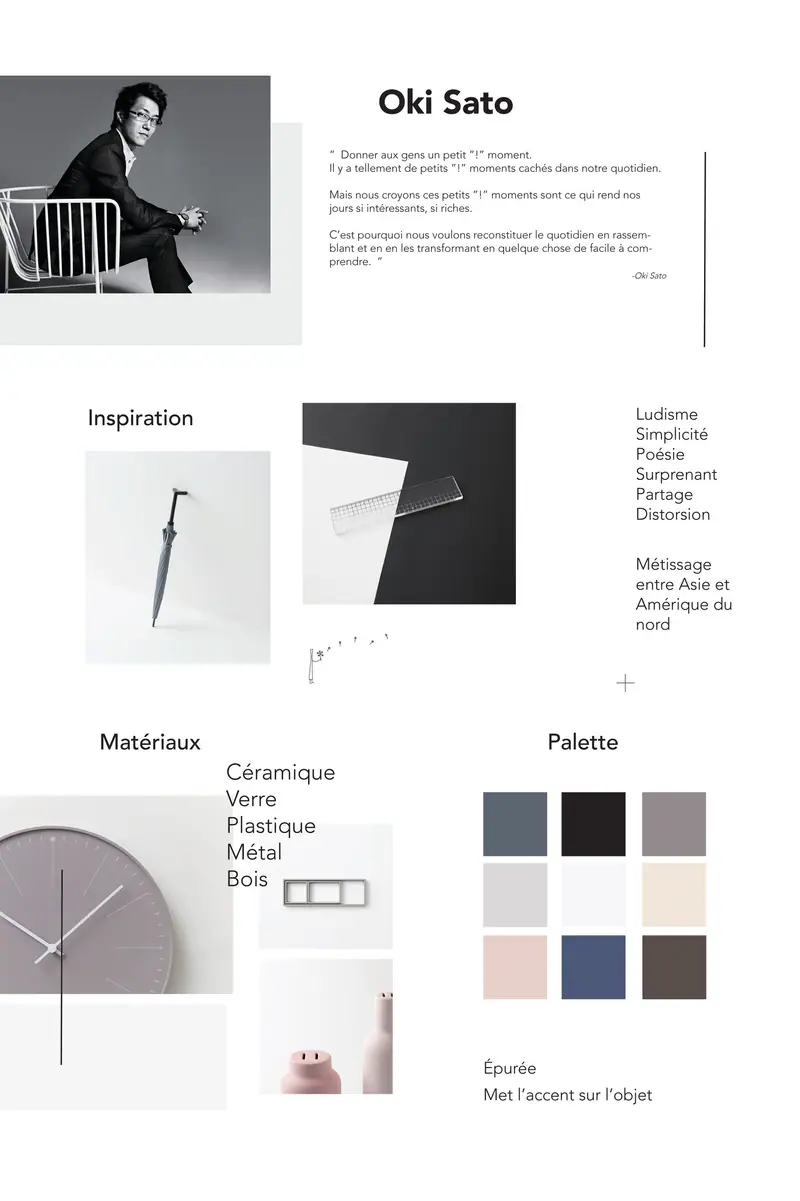 Oki Sato
“ Donner aux gens un petit ”!” moment.
Il y a tellement de petits ”!” moments cachés dans notre quotidien.
Mais nous croyons ces petits ”!” moments sont ce qui rend nos
jours si intéressants, si riches.
C’est pourquoi nous voulons reconstituer le quotidien en rassem-
blant et en en les transformant en quelque chose de facile à com-
prendre. ”
-Oki Sato
Inspiration
Ludisme
Simplicité
Poésie
Surprenant
Partage
Distorsion
Métissage
entre Asie et
Amérique du
nord
Matériaux
Céramique
Verre
Plastique
Métal
Bois
Palette
Épurée
Met l’accent sur l’objet